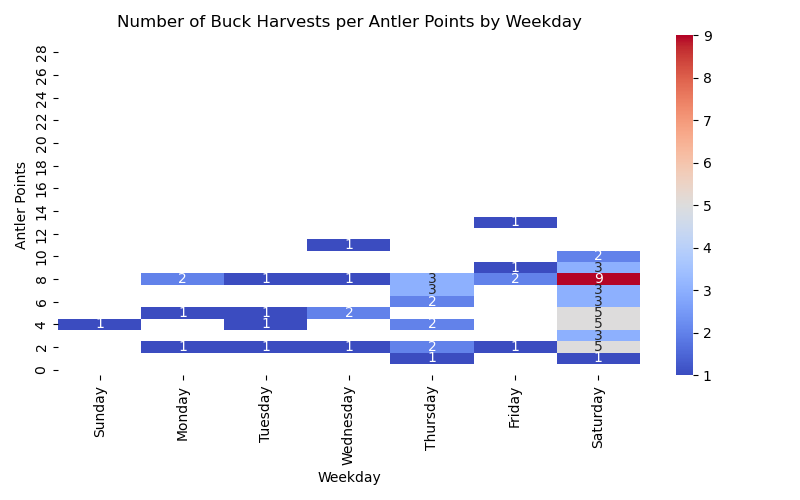 Number of Buck Harvests per Antler Points by Weekday
Antler Points
28
26
24
22
20
18
16
14
12
10
8
6
4
2
0
1
1
2
1 3
2 1 1 3 2 9
3 3
2 3
1 1 2 5
1 1 2 5
3
1 1 1 2 1 5
1 1
Sunday
Monday
Tuesday
Wednesday
Thursday
Friday
Saturday
Weekday
9
8
7
6
5
4
3
2
1